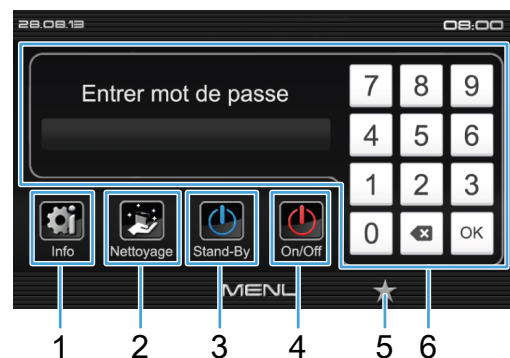 28.08.13 08:00
Entrer mot de passe
7 8 9
4 5 6
1 2 3
0 OK
Info Nettoyage Stand-By On/Off
MENU
1 2 3 4 5 6